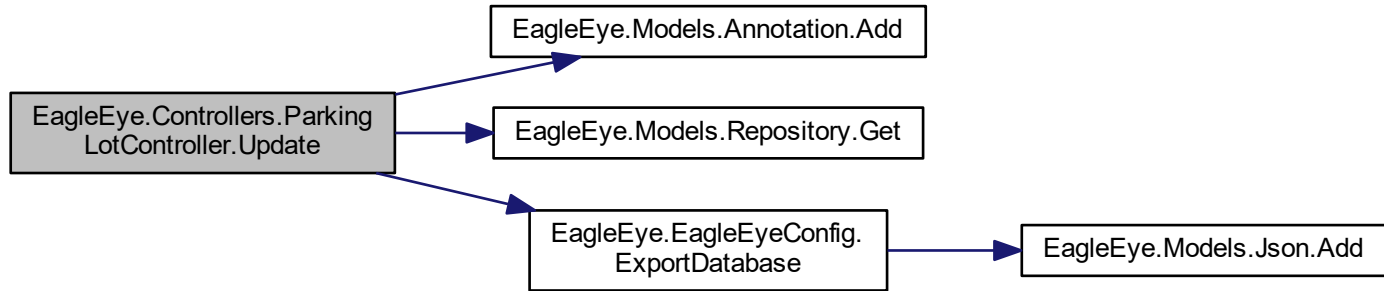 EagleEye.Models.Annotation.Add
EagleEye.Controllers.Parking
LotController.Update
EagleEye.Models.Repository.Get
EagleEye.EagleEyeConfig.
ExportDatabase
EagleEye.Models.Json.Add